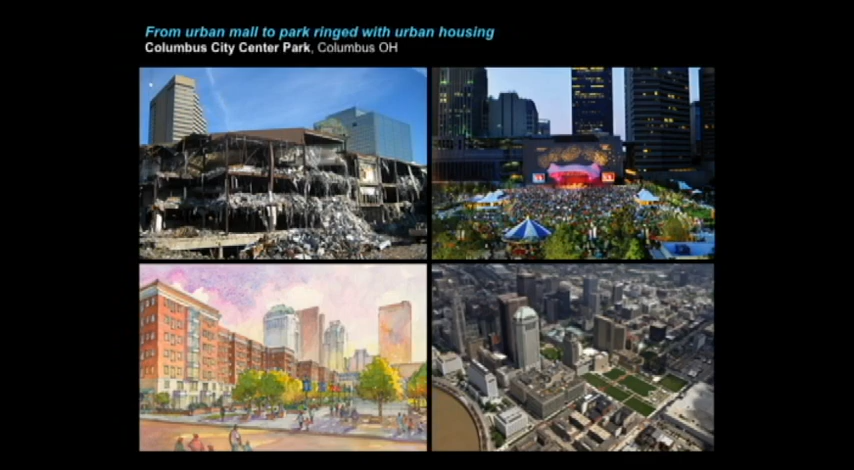 From urban mall to park ringed with urban housing
Columbus City Center Park, Columbus OH